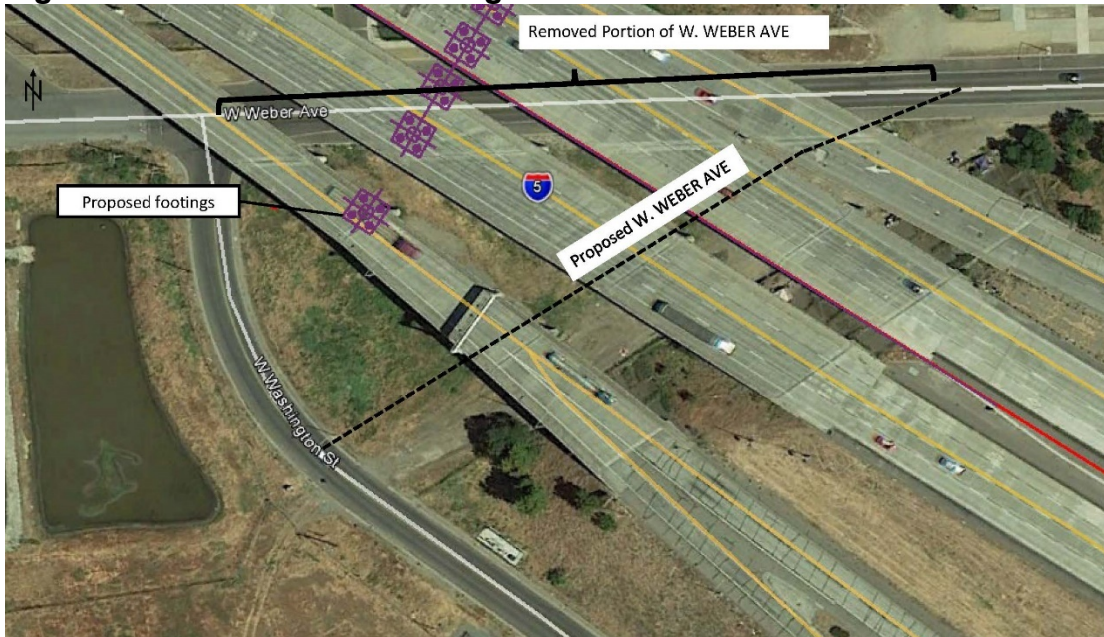 N
Removed Portion of W. WEBER AVE
W Weber Ave
5
Proposed footings
Proposed W. WEBER AVE
W Washington St